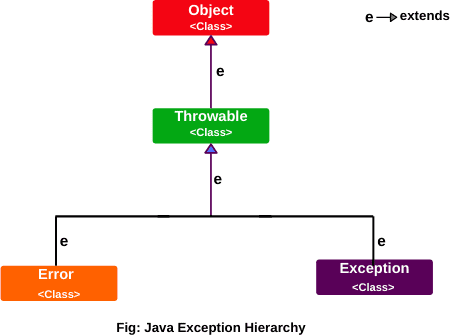 Object
<Class>
e → extends
e
Throwable
<Class>
e
e
e
Error
<Class>
Exception
<Class>
Fig: Java Exception Hierarchy